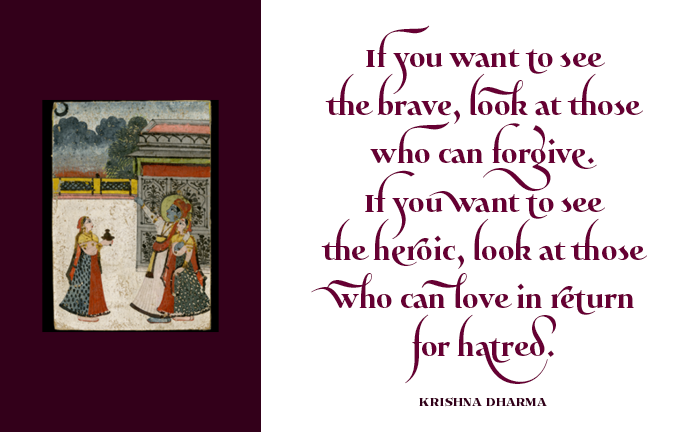 If you want to see
the brave, look at those
who can forgive.
If you want to see
the heroic, look at those
who can love in return
for hatred.
KRISHNA DHARMA